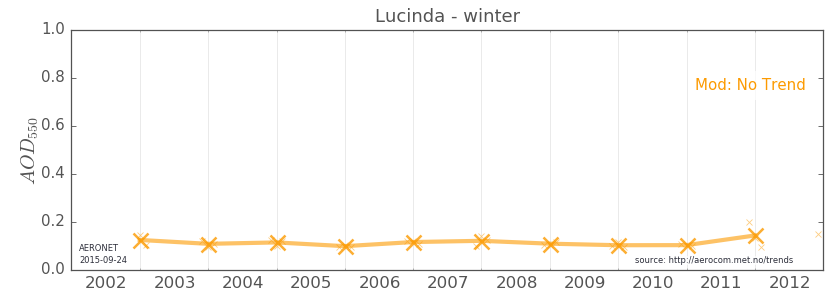 Lucinda - winter
1.0
0.8
Mod: No Trend
0.6
AOD550
0.4
0.2
AERONET
2015-09-24
source: http://aerocom.met.no/trends
0.0
2002 2003 2004 2005 2006 2007 2008 2009 2010 2011 2012